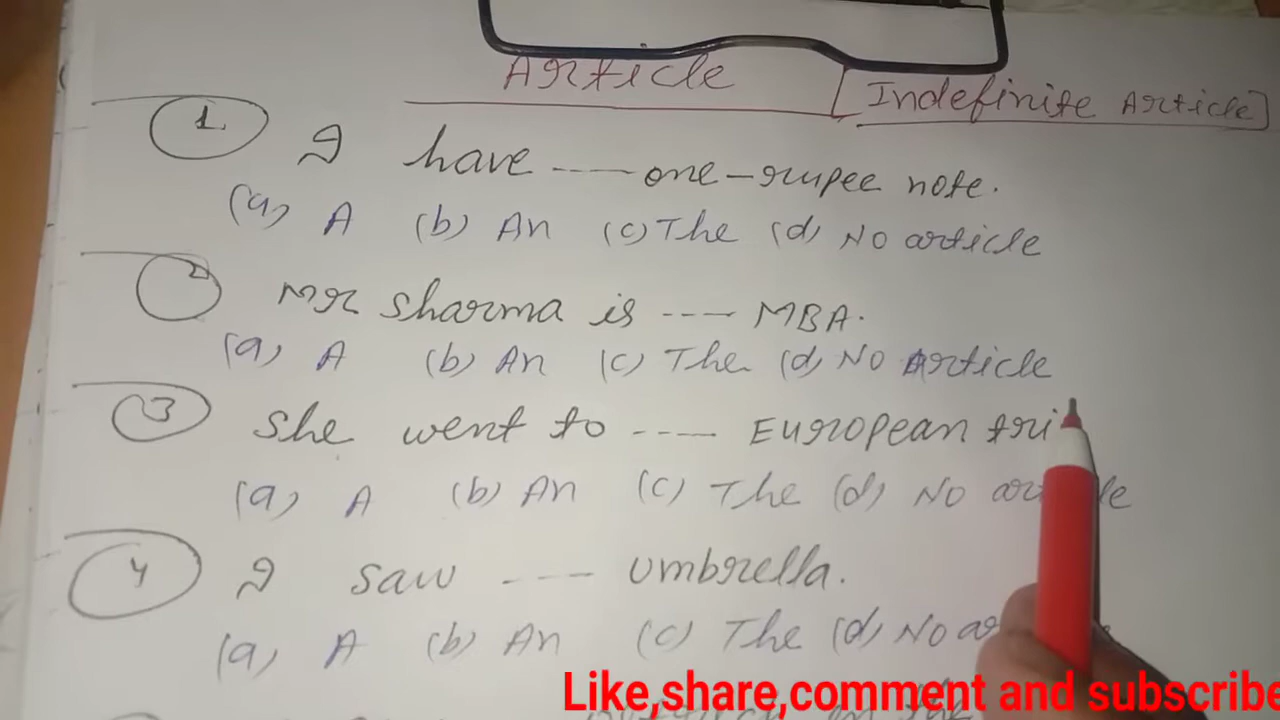 Article [Indefinite Article]
1. I have ---- one-rupee note.
(a) A (b) An (c) The (d) No article
2 Mr Sharma is ---- MBA.
(a) A (b) An (c) The (d) No Article
3 She went to ---- European tri
(a) A (b) An (c) The (d) No
4 I saw ---- umbrella.
(a) A (b) An (c) The (d) No
Like,share,comment and subscribe